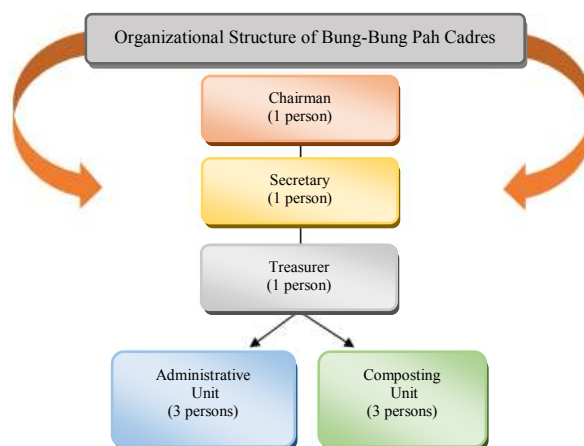 Organizational Structure of Bung-Bung Pah Cadres
Chairman
(1 person)
Secretary
(1 person)
Treasurer
(1 person)
Administrative
Unit
(3 persons)
Composting
Unit
(3 persons)